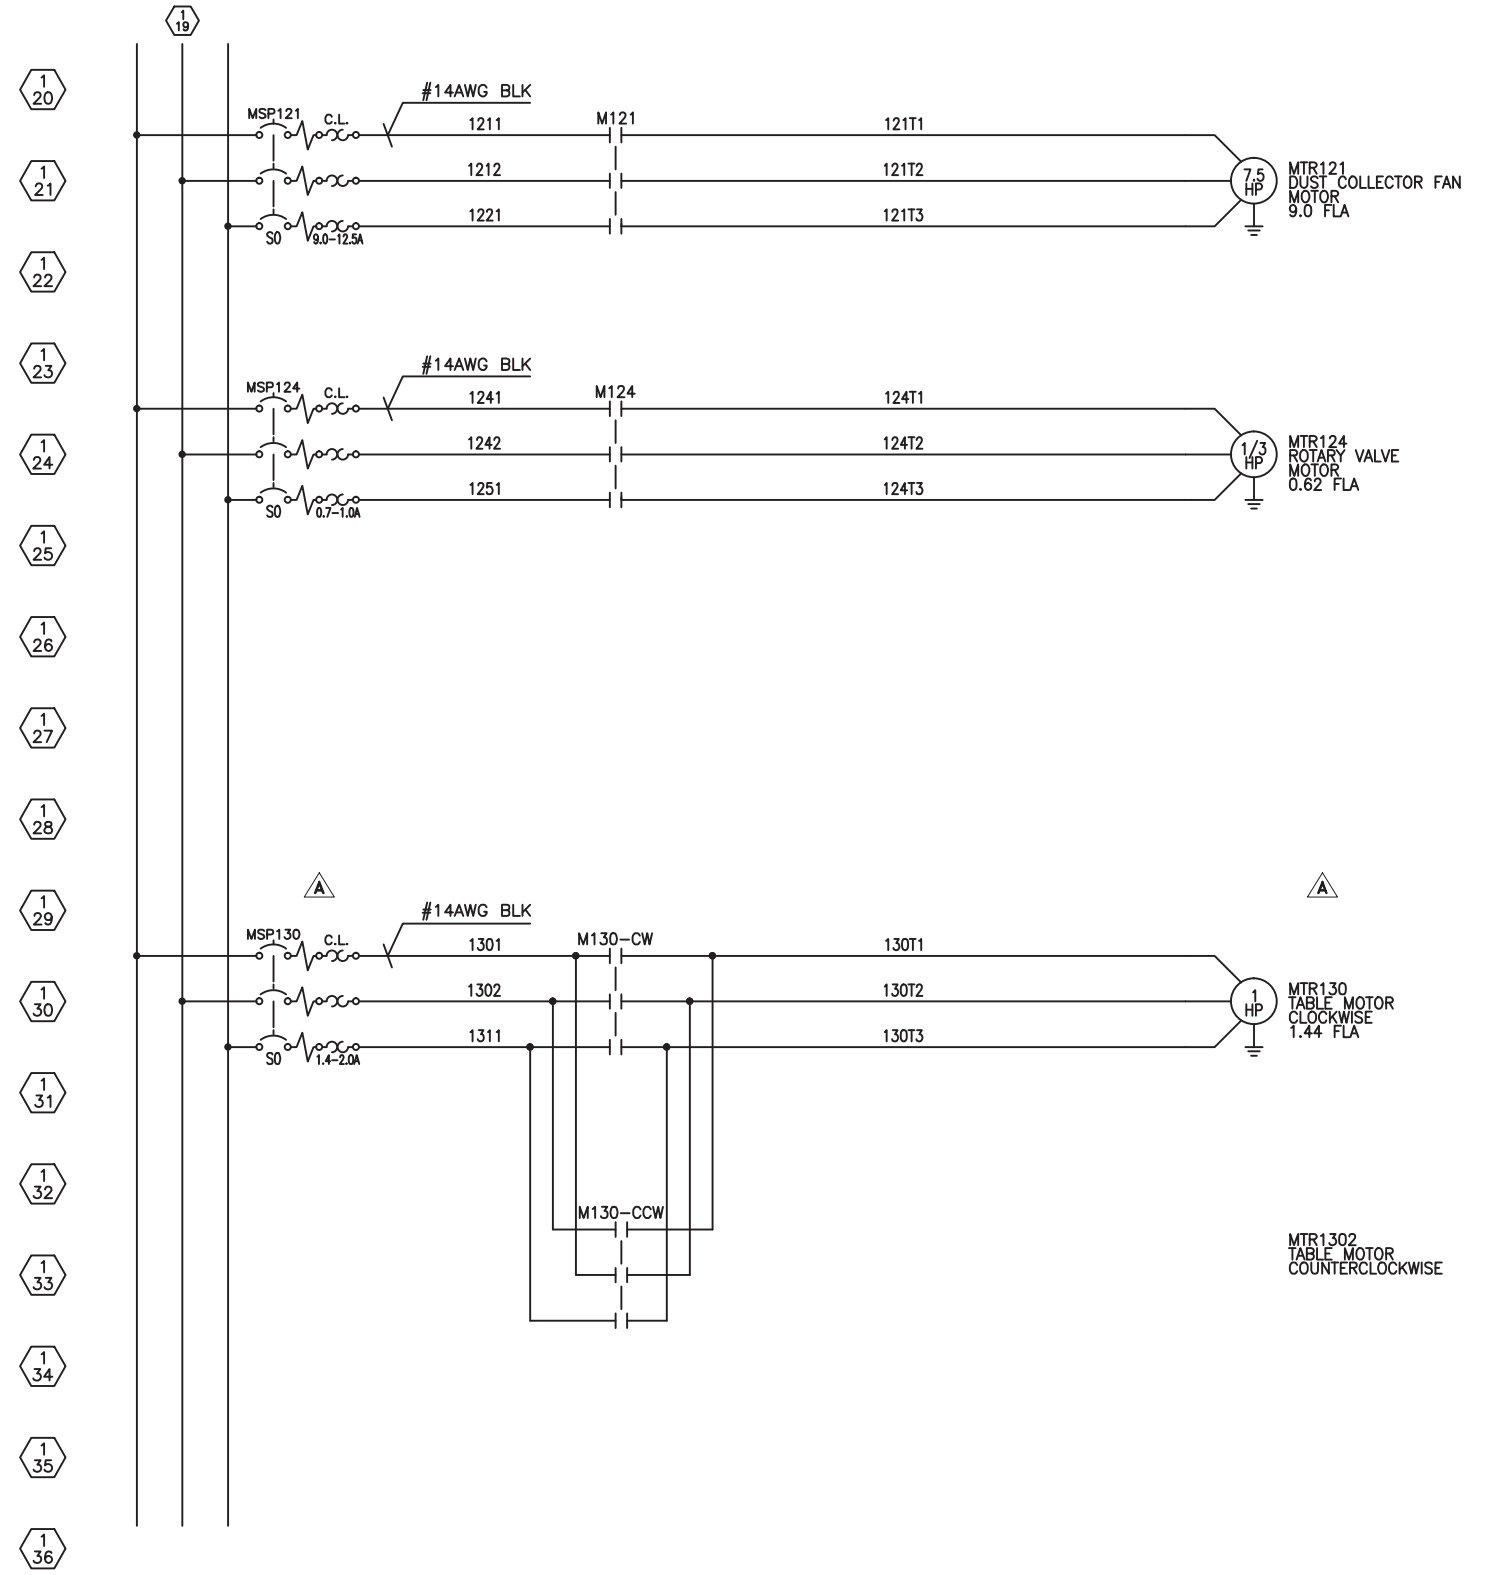 1
19
1
20
#14AWG BLK
MSP121
C.L.
1211
M121
121T1
1
21
1212
121T2
7.5
HP
MTR121
DUST COLLECTOR FAN
MOTOR
9.0 FLA
S0
9.0-12.5A
1221
121T3
1
22
1
23
#14AWG BLK
MSP124
C.L.
1241
M124
124T1
1
24
1242
124T2
1/3
HP
MTR124
ROTARY VALVE
MOTOR
0.62 FLA
S0
0.7-1.0A
1251
124T3
1
25
1
26
1
27
1
28
A
A
1
29
#14AWG BLK
MSP130
C.L.
1301
M130-CW
130T1
1
30
1302
130T2
1
HP
MTR130
TABLE MOTOR
CLOCKWISE
1.44 FLA
S0
1.4-2.0A
1311
130T3
1
31
1
32
M130-CCW
1
33
MTR1302
TABLE MOTOR
COUNTERCLOCKWISE
1
34
1
35
1
36